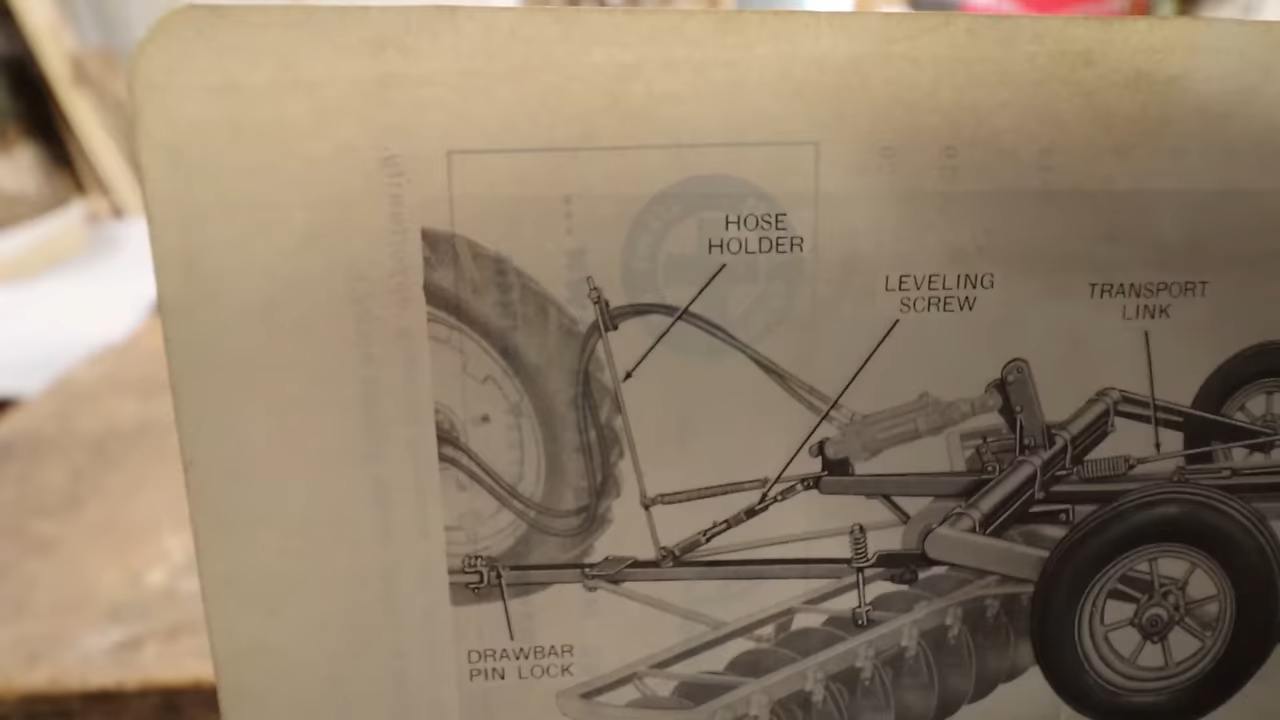 HOSE
HOLDER
LEVELING
SCREW
TRANSPORT
LINK
DRAWBAR
PIN LOCK